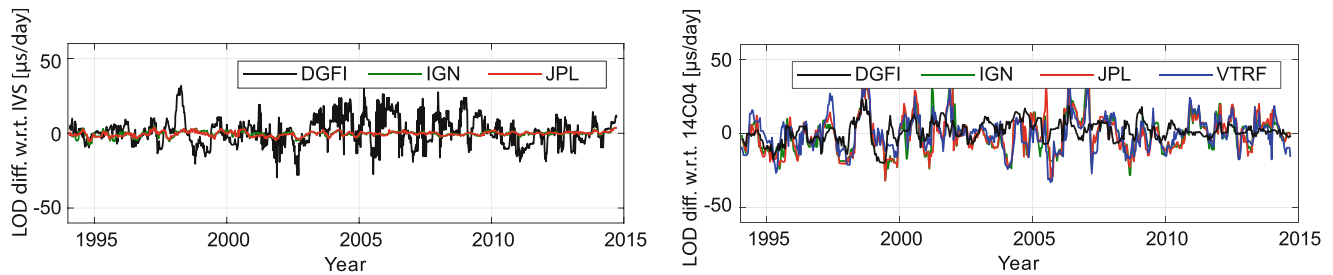 LOD diff. w.r.t. IVS [μs/day]
50
0
-50
DGFI IGN JPL
1995 2000 2005 2010 2015
Year
LOD diff. w.r.t. 14C04 [μs/day]
50
0
-50
DGFI IGN JPL VTRF
1995 2000 2005 2010 2015
Year